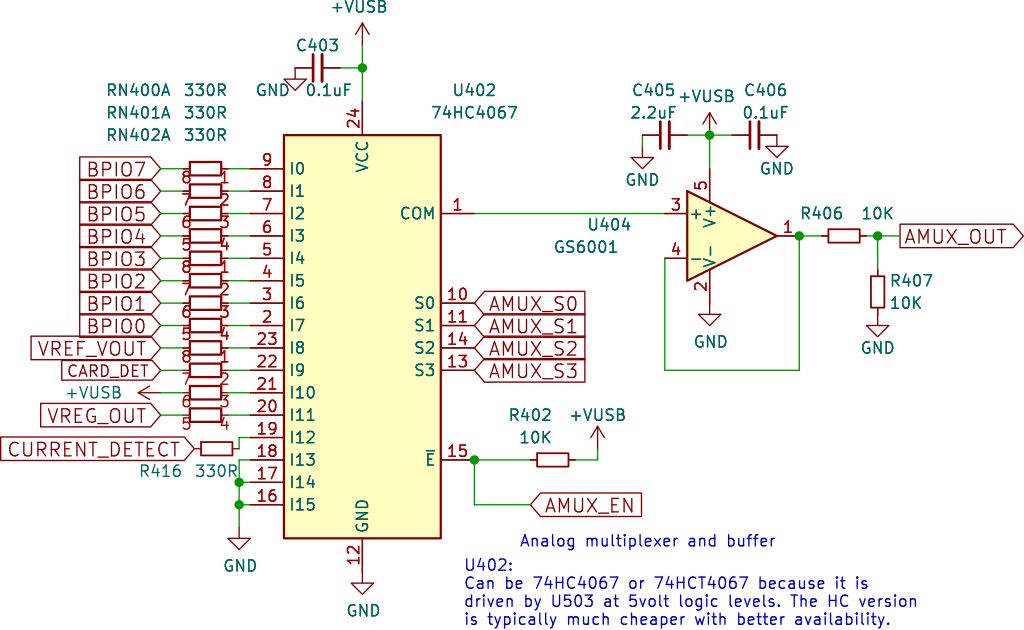 +VUSB
C403
GND 0.1uF
RN400A 330R
RN401A 330R
RN402A 330R
U402
74HC4067
24
VCC
BPIO7 8 1 9 I0
BPIO6 7 2 8 I1
BPIO5 6 3 7 I2
BPIO4 5 4 6 I3
BPIO3 8 1 5 I4
BPIO2 7 2 4 I5
BPIO1 6 3 3 I6
BPIO0 5 4 2 I7
VREF_VOUT 8 1 23 I8
CARD_DET 7 2 22 I9
+VUSB 6 3 21 I10
VREG_OUT 5 4 20 I11
19 I12
CURRENT_DETECT
R416 330R
18 I13
17 I14
16 I15
GND
GND
12
GND
COM 1
S0 10 AMUX_S0
S1 11 AMUX_S1
S2 14 AMUX_S2
S3 13 AMUX_S3
E 15
R402
10K
+VUSB
AMUX_EN
C405
2.2uF
+VUSB
C406
0.1uF
GND
GND
U404
GS6001
3 +
4 -
5 V+
2 V-
1
GND
R406 10K
AMUX_OUT
R407
10K
GND
Analog multiplexer and buffer
U402:
Can be 74HC4067 or 74HCT4067 because it is
driven by U503 at 5volt logic levels. The HC version
is typically much cheaper with better availability.